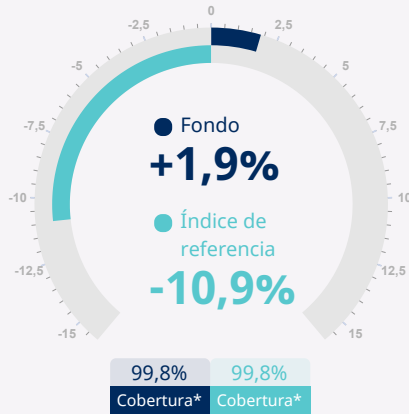 0
-2,5 2,5
-5 5
-7,5 7,5
-10 10
-12,5 12,5
-15 15
Fondo
+1,9%
Índice de
referencia
-10,9%
99,8% 99,8%
Cobertura* Cobertura*